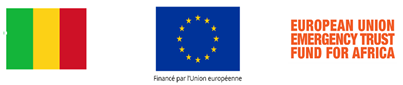 Financé par l'Union européenne
EUROPEAN UNION
EMERGENCY TRUST
FUND FOR AFRICA